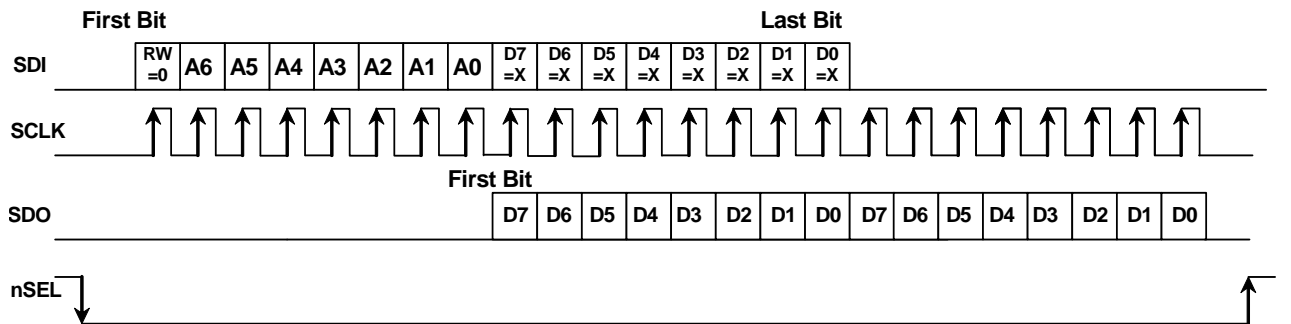 First Bit Last Bit
SDI RW =0 A6 A5 A4 A3 A2 A1 A0 D7 =X D6 =X D5 =X D4 =X D3 =X D2 =X D1 =X D0 =X
SCLK
First Bit
SDO D7 D6 D5 D4 D3 D2 D1 D0 D7 D6 D5 D4 D3 D2 D1 D0
nSEL